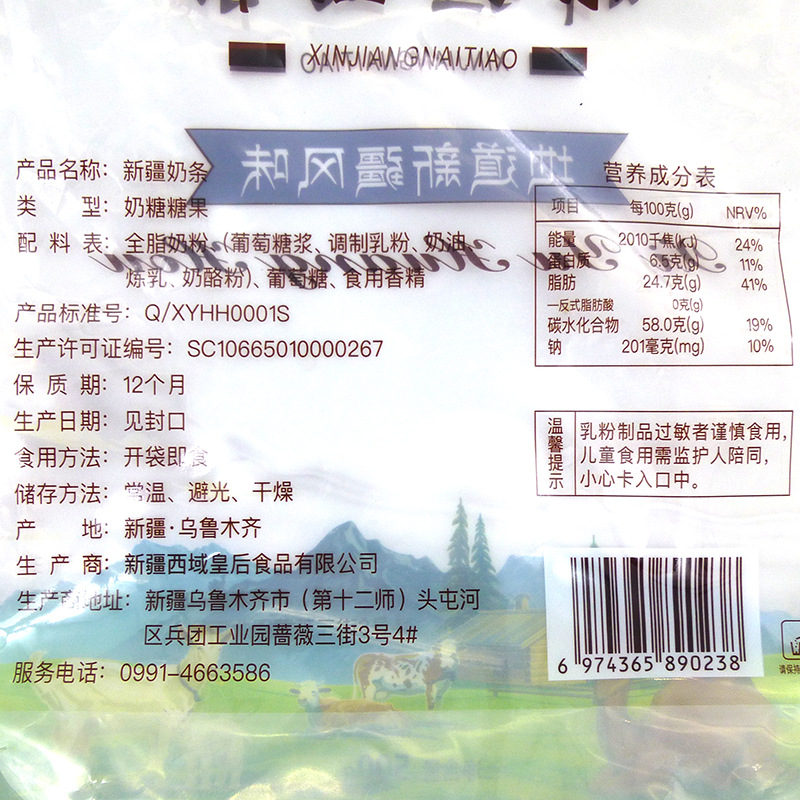 XINJIANGNAITIAO
地道新疆风味
产品名称：新疆奶条
类 型：奶糖糖果
配 料 表：全脂奶粉、(葡萄糖浆、调制乳粉、奶油、
炼乳、奶酪粉)、葡萄糖、食用香精
产品标准号：Q/XYHH0001S
生产许可证编号：SC10665010000267
保 质 期：12个月
生产日期：见封口
食用方法：开袋即食
储存方法：常温、避光、干燥
产 地：新疆·乌鲁木齐
生 产 商：新疆西域皇后食品有限公司
生产商地址：新疆乌鲁木齐市（第十二师）头屯河
区兵团工业园蔷薇三街3号4#
服务电话：0991-4663586
营养成分表
项目 每100克(g) NRV%
能量 2010千焦(kJ) 24%
蛋白质 6.5克(g) 11%
脂肪 24.7克(g) 41%
—反式脂肪酸 0克(g)
碳水化合物 58.0克(g) 19%
钠 201毫克(mg) 10%
温馨提示
乳粉制品过敏者谨慎食用，
儿童食用需监护人陪同，
小心卡入口中。
6 974365 890238
请保持